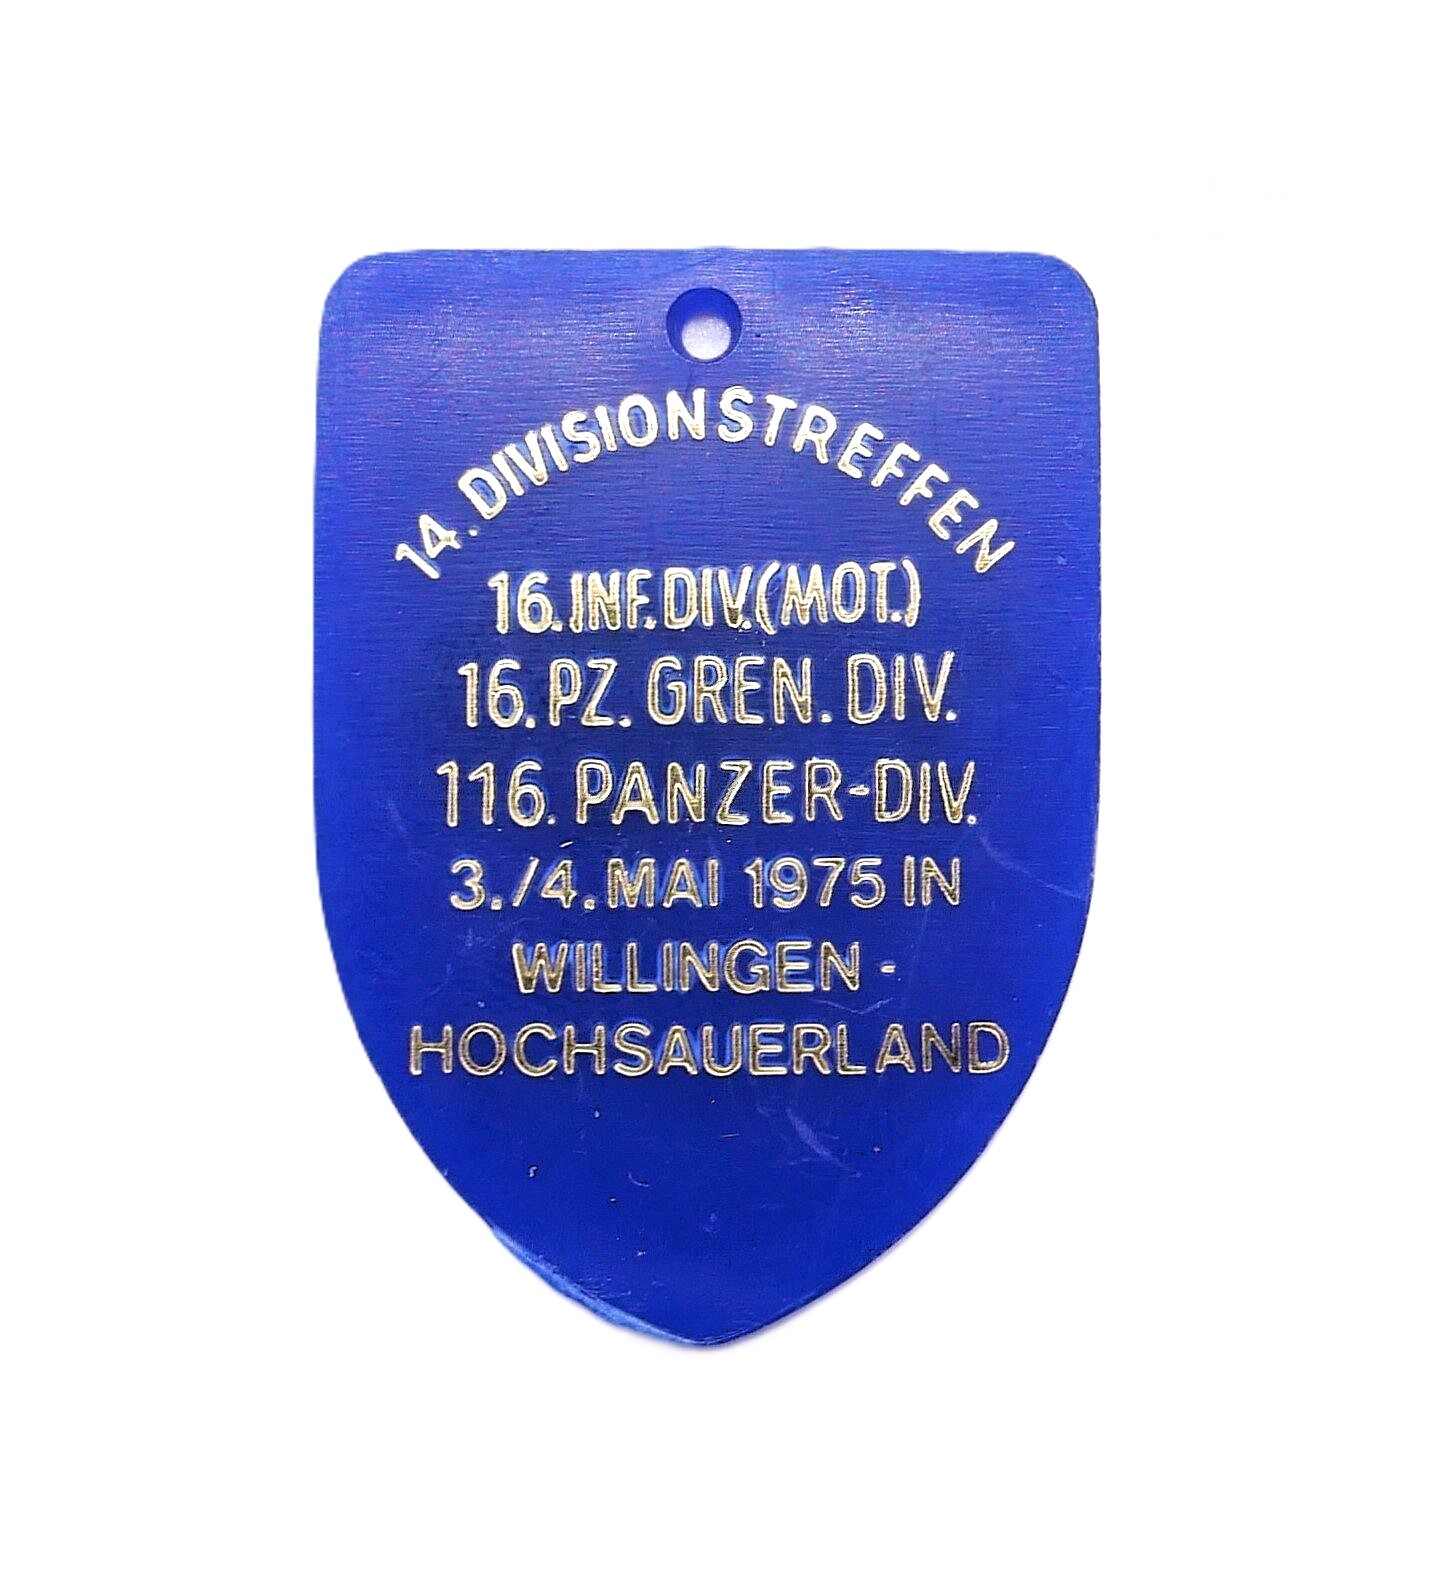 14. DIVISIONSTREFFEN
16. INF. DIV. (MOT.)
16. PZ. GREN. DIV.
116. PANZER-DIV.
3./4. MAI 1975 IN
WILLINGEN -
HOCHSAUERLAND